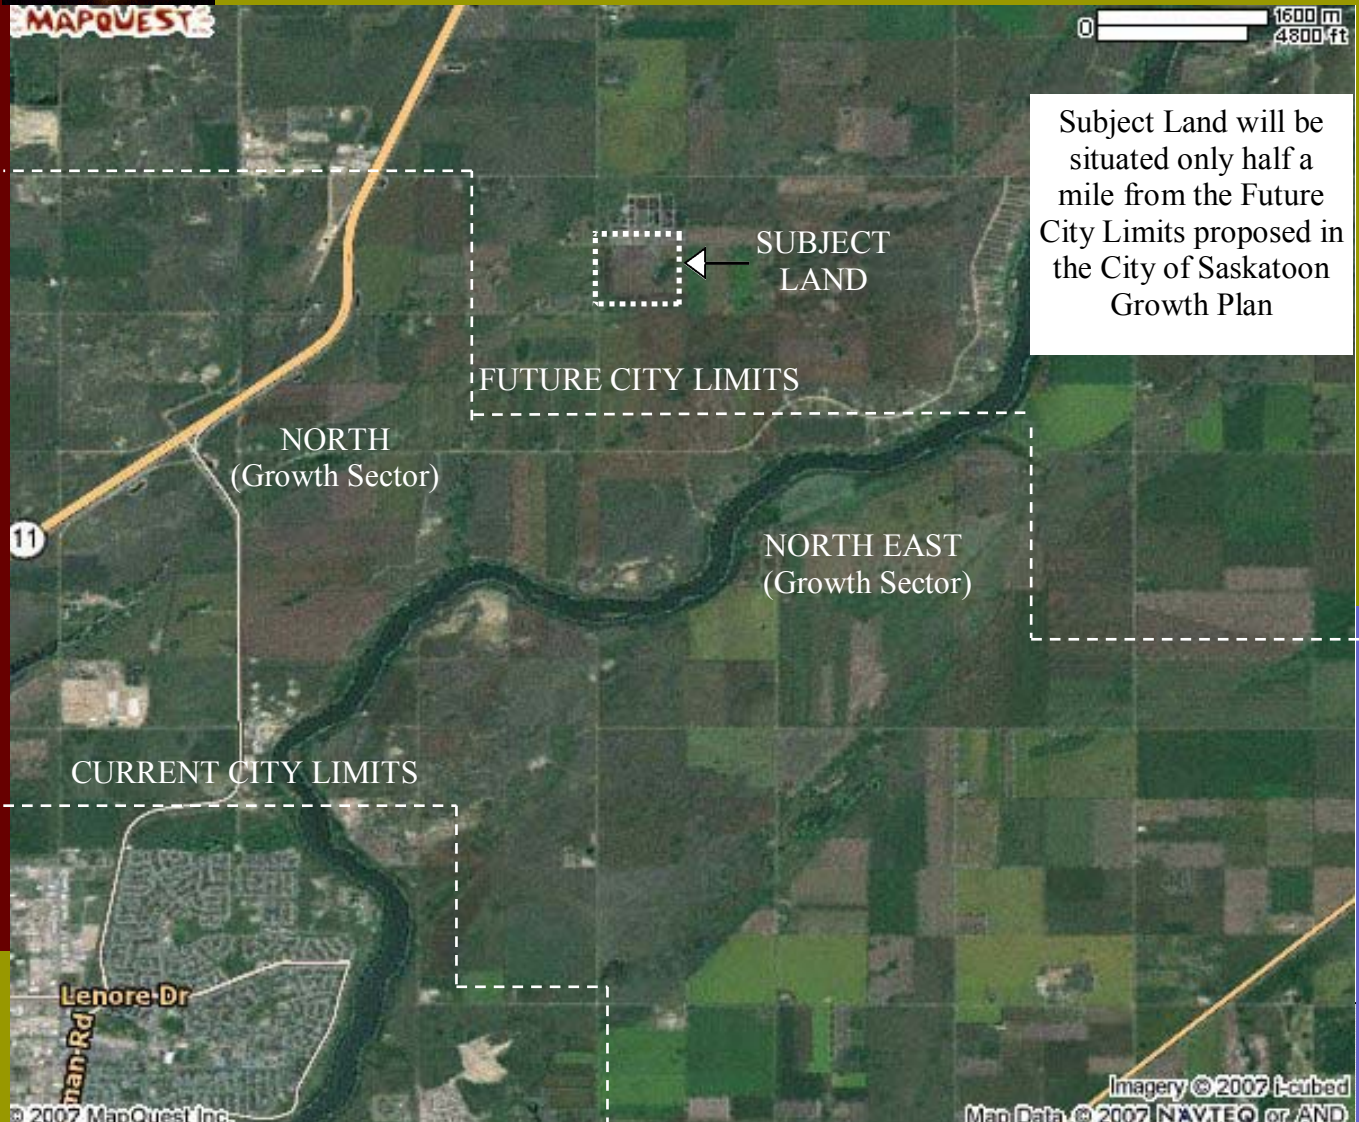 MAPQUEST
0
1600 m
4800 ft
Subject Land will be
situated only half a
mile from the Future
City Limits proposed in
the City of Saskatoon
Growth Plan
SUBJECT
LAND
FUTURE CITY LIMITS
NORTH
(Growth Sector)
11
NORTH EAST
(Growth Sector)
CURRENT CITY LIMITS
Lenore Dr
man Rd
© 2007 MapQuest Inc.
Imagery © 2007 i-cubed
Map Data © 2007 NAVTEQ or AND